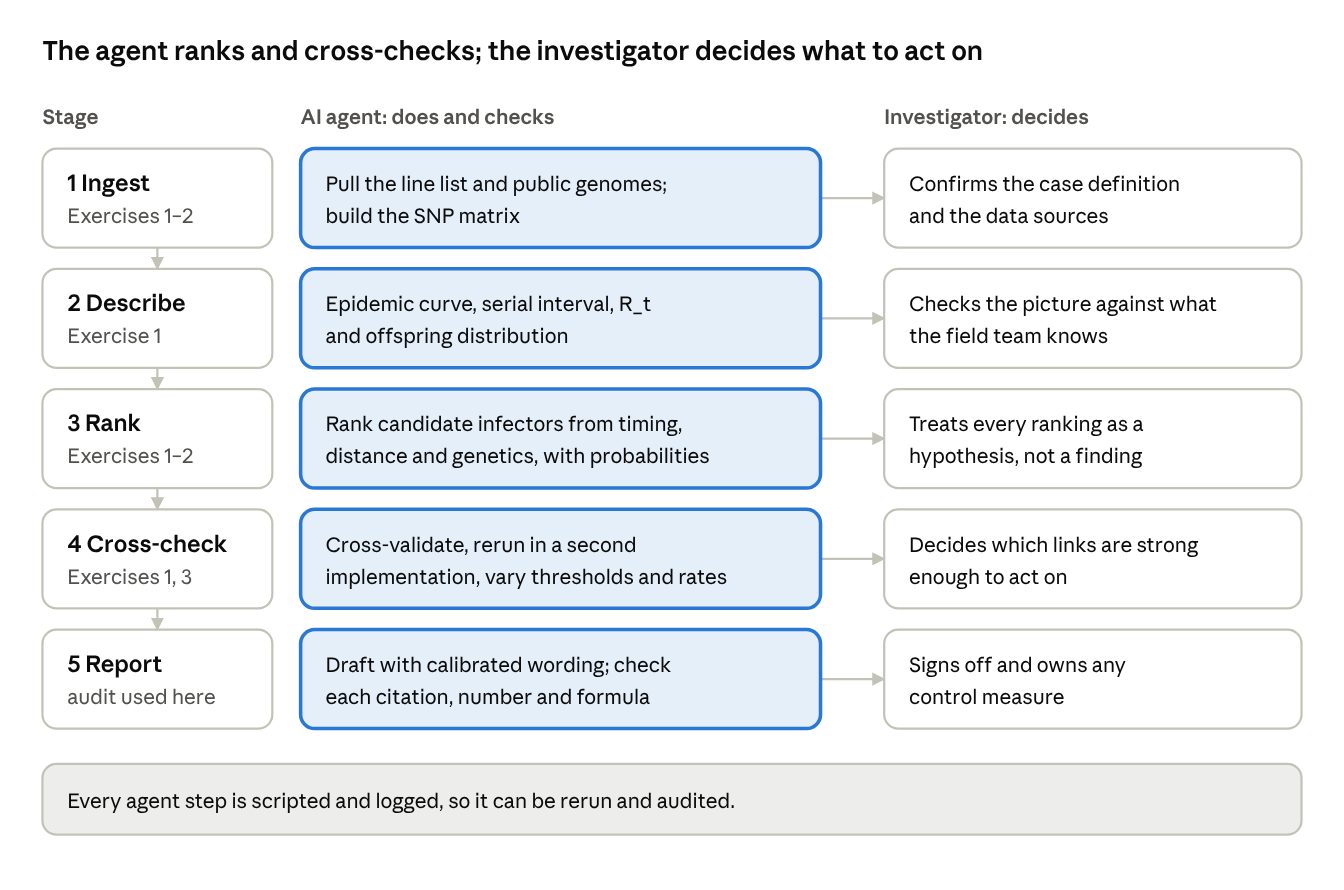 The agent ranks and cross-checks; the investigator decides what to act on
Stage
AI agent: does and checks
Investigator: decides
1 Ingest
Exercises 1–2
Pull the line list and public genomes;
build the SNP matrix
Confirms the case definition
and the data sources
2 Describe
Exercise 1
Epidemic curve, serial interval, R_t
and offspring distribution
Checks the picture against what
the field team knows
3 Rank
Exercises 1–2
Rank candidate infectors from timing,
distance and genetics, with probabilities
Treats every ranking as a
hypothesis, not a finding
4 Cross-check
Exercises 1, 3
Cross-validate, rerun in a second
implementation, vary thresholds and rates
Decides which links are strong
enough to act on
5 Report
audit used here
Draft with calibrated wording; check
each citation, number and formula
Signs off and owns any
control measure
Every agent step is scripted and logged, so it can be rerun and audited.